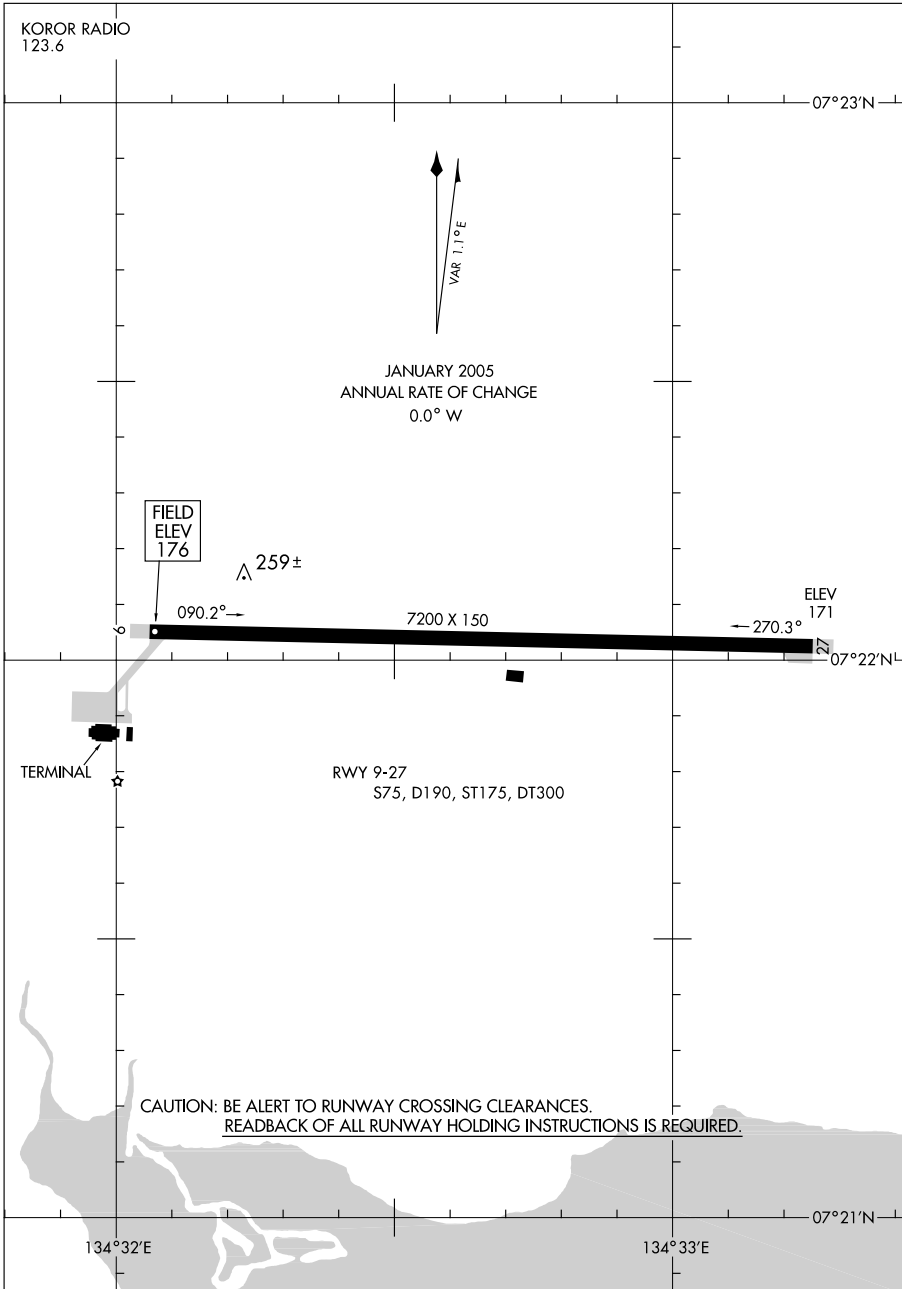 KOROR RADIO
123.6
07°23'N
VAR 1.1° E
JANUARY 2005
ANNUAL RATE OF CHANGE
0.0° W
FIELD
ELEV
176
259±
ELEV
171
090.2°
7200 X 150
270.3°
9
27
07°22'N
TERMINAL
RWY 9-27
S75, D190, ST175, DT300
CAUTION: BE ALERT TO RUNWAY CROSSING CLEARANCES.
READBACK OF ALL RUNWAY HOLDING INSTRUCTIONS IS REQUIRED.
07°21'N
134°32'E
134°33'E